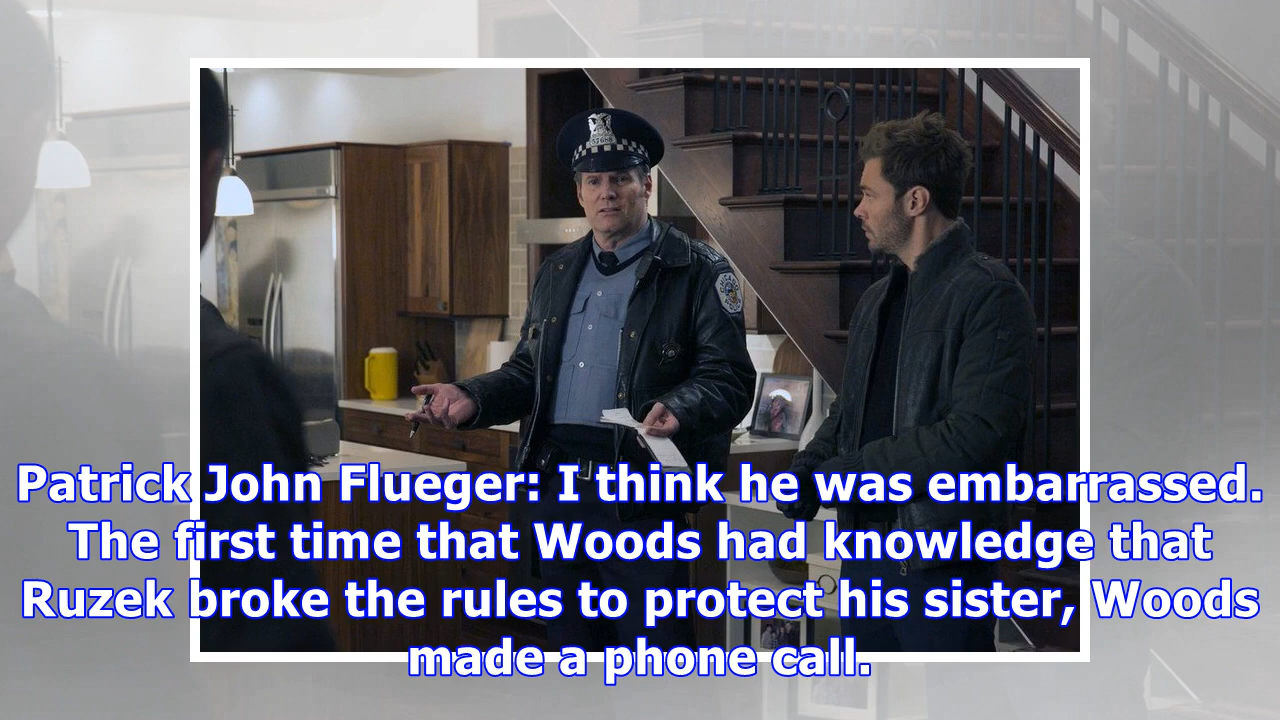 Patrick John Flueger: I think he was embarrassed.
The first time that Woods had knowledge that
Ruzek broke the rules to protect his sister, Woods
made a phone call.